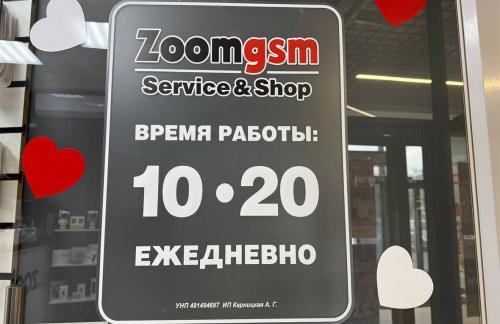 Zoomgsm
Service & Shop
ВРЕМЯ РАБОТЫ:
10 • 20
ЕЖЕДНЕВНО
УНП 491494697 ИП Карницкая А. Г.